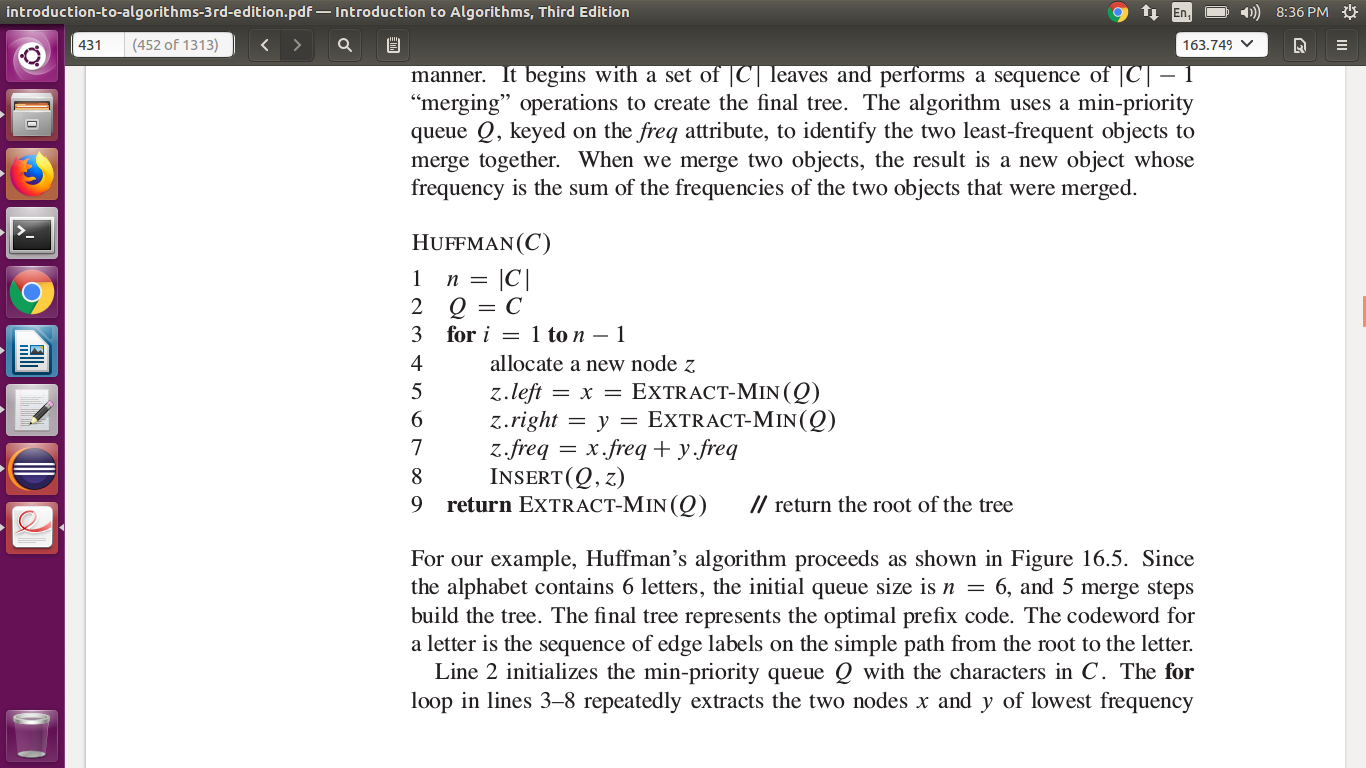 introduction-to-algorithms-3rd-edition.pdf — Introduction to Algorithms, Third Edition
En
8:36 PM
431 (452 of 1313)
163.74%
manner. It begins with a set of |C| leaves and performs a sequence of |C| − 1
“merging” operations to create the final tree. The algorithm uses a min-priority
queue Q, keyed on the freq attribute, to identify the two least-frequent objects to
merge together. When we merge two objects, the result is a new object whose
frequency is the sum of the frequencies of the two objects that were merged.
HUFFMAN(C)
1 n = |C|
2 Q = C
3 for i = 1 to n − 1
4 allocate a new node z
5 z.left = x = EXTRACT-MIN(Q)
6 z.right = y = EXTRACT-MIN(Q)
7 z.freq = x.freq + y.freq
8 INSERT(Q, z)
9 return EXTRACT-MIN(Q) // return the root of the tree
For our example, Huffman’s algorithm proceeds as shown in Figure 16.5. Since
the alphabet contains 6 letters, the initial queue size is n = 6, and 5 merge steps
build the tree. The final tree represents the optimal prefix code. The codeword for
a letter is the sequence of edge labels on the simple path from the root to the letter.
Line 2 initializes the min-priority queue Q with the characters in C. The for
loop in lines 3–8 repeatedly extracts the two nodes x and y of lowest frequency